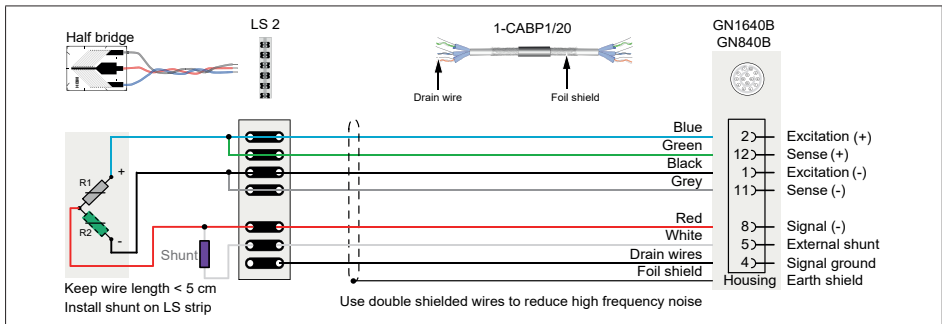 Half bridge
LS 2
1-CABP1/20
GN1640B
GN840B
HBM
Drain wire
Foil shield
Blue
2
Excitation (+)
Green
12
Sense (+)
Black
1
Excitation (-)
Grey
11
Sense (-)
R1
+
R2
-
Red
8
Signal (-)
White
5
External shunt
Shunt
Drain wires
4
Signal ground
Foil shield
Housing
Earth shield
Keep wire length < 5 cm
Install shunt on LS strip
Use double shielded wires to reduce high frequency noise